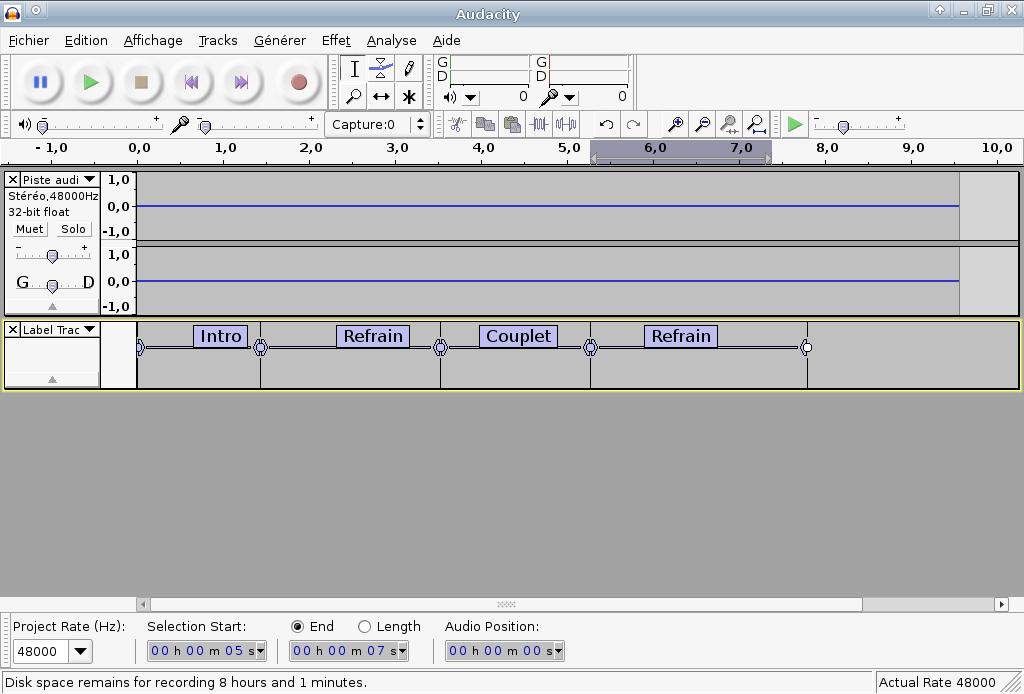 Audacity
Fichier Edition Affichage Tracks Générer Effet Analyse Aide
G G
D D
0 0
Capture:0
- 1,0 0,0 1,0 2,0 3,0 4,0 5,0 6,0 7,0 8,0 9,0 10,0
Piste audi
Stéréo,48000Hz
32-bit float
Muet Solo
- +
G D
1,0
0,0
-1,0
1,0
0,0
-1,0
Label Trac
Intro Refrain Couplet Refrain
Project Rate (Hz): Selection Start: End Length Audio Position:
48000 00 h 00 m 05 s 00 h 00 m 07 s 00 h 00 m 00 s
Disk space remains for recording 8 hours and 1 minutes. Actual Rate 48000